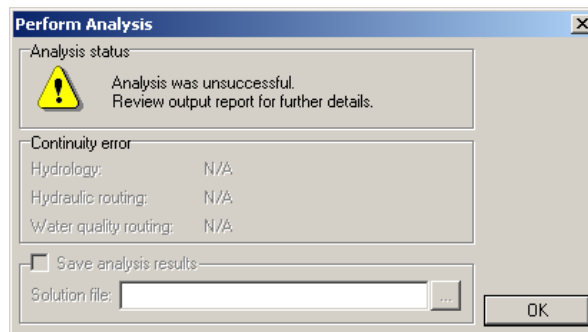 Perform Analysis
Analysis status
Analysis was unsuccessful.
Review output report for further details.
Continuity error
Hydrology: N/A
Hydraulic routing: N/A
Water quality routing: N/A
Save analysis results
Solution file: ...
OK